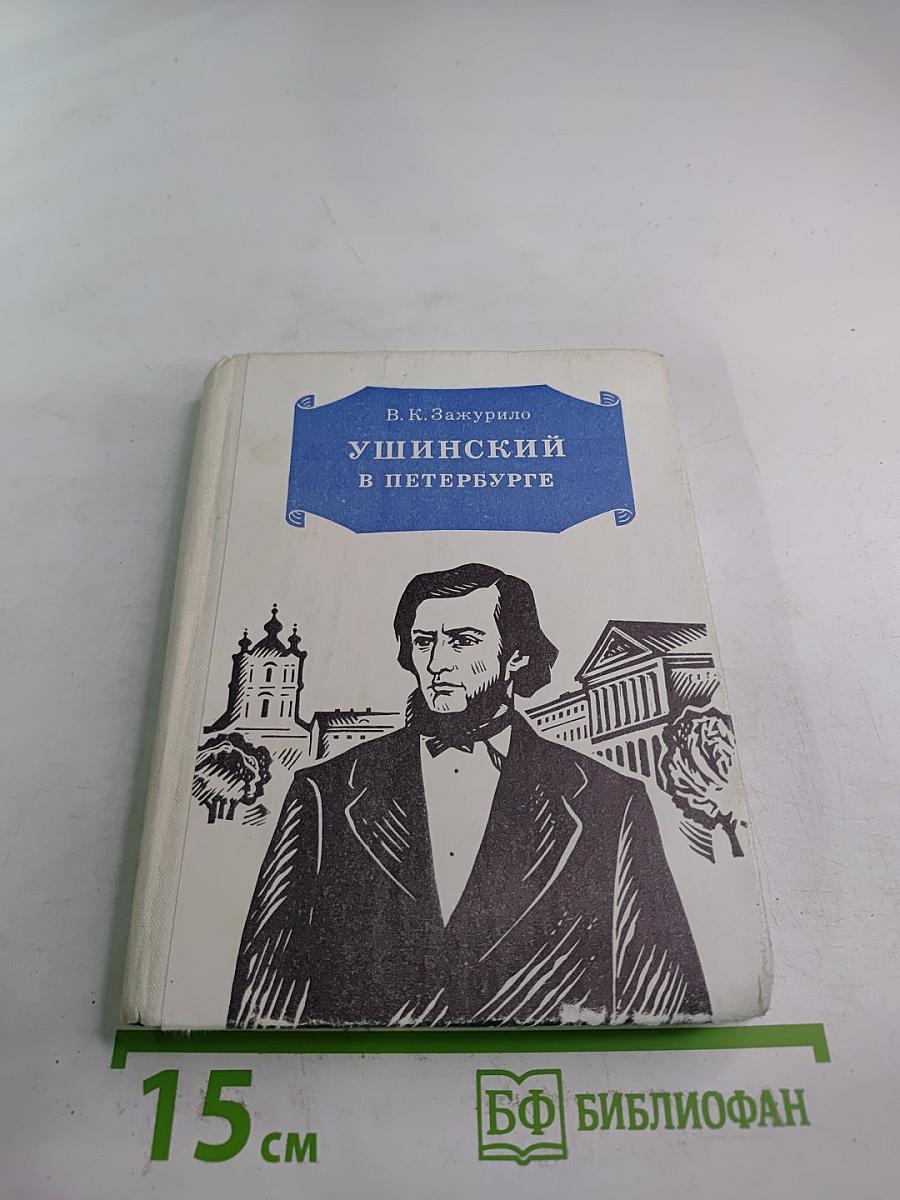 В. К. Зажурило
УШИНСКИЙ
В ПЕТЕРБУРГЕ
15 см
БФ БИБЛИОФАН